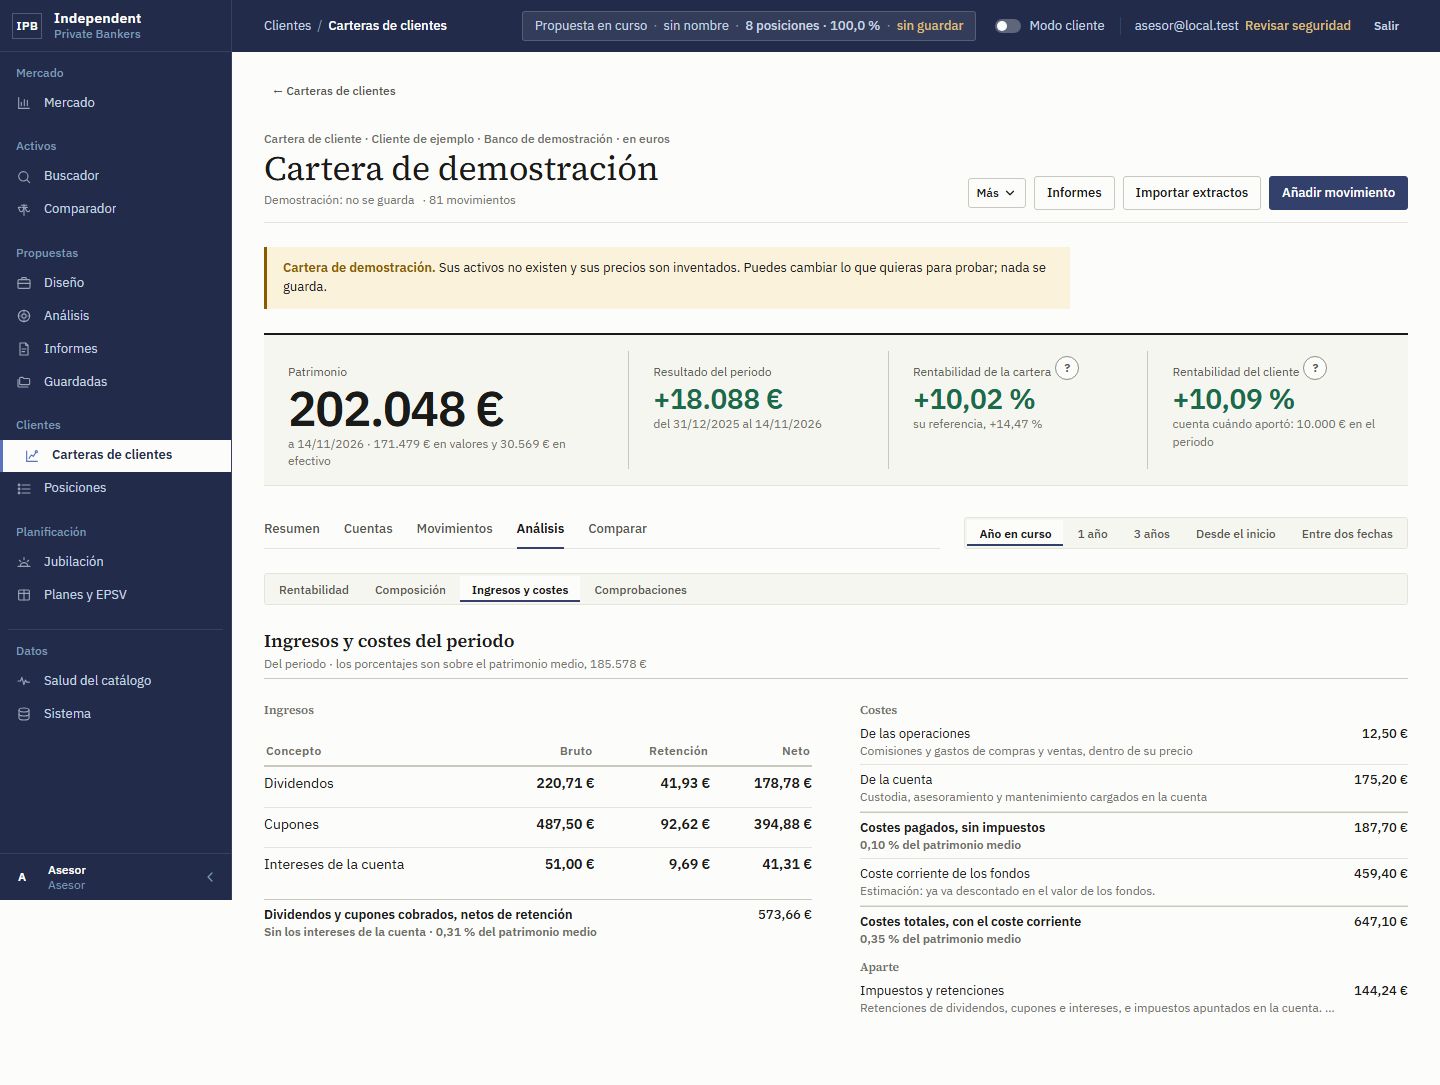 IPB
Independent
Private Bankers
Clientes / Carteras de clientes
Propuesta en curso · sin nombre · 8 posiciones · 100,0 % · sin guardar
Modo cliente
asesor@local.test
Revisar seguridad
Salir
Mercado
Mercado
Activos
Buscador
Comparador
Propuestas
Diseño
Análisis
Informes
Guardadas
Clientes
Carteras de clientes
Posiciones
Planificación
Jubilación
Planes y EPSV
Datos
Salud del catálogo
Sistema
A
Asesor
Asesor
← Carteras de clientes
Cartera de cliente · Cliente de ejemplo · Banco de demostración · en euros
Cartera de demostración
Demostración: no se guarda · 81 movimientos
Más
Informes
Importar extractos
Añadir movimiento
Cartera de demostración. Sus activos no existen y sus precios son inventados. Puedes cambiar lo que quieras para probar; nada se
guarda.
Patrimonio
202.048 €
a 14/11/2026 · 171.479 € en valores y 30.569 € en
efectivo
Resultado del periodo
+18.088 €
del 31/12/2025 al 14/11/2026
Rentabilidad de la cartera ?
+10,02 %
su referencia, +14,47 %
Rentabilidad del cliente ?
+10,09 %
cuenta cuándo aportó: 10.000 € en el
periodo
Resumen Cuentas Movimientos Análisis Comparar
Año en curso 1 año 3 años Desde el inicio Entre dos fechas
Rentabilidad Composición Ingresos y costes Comprobaciones
Ingresos y costes del periodo
Del periodo · los porcentajes son sobre el patrimonio medio, 185.578 €
Ingresos
Concepto Bruto Retención Neto
Dividendos 220,71 € 41,93 € 178,78 €
Cupones 487,50 € 92,62 € 394,88 €
Intereses de la cuenta 51,00 € 9,69 € 41,31 €
Dividendos y cupones cobrados, netos de retención 573,66 €
Sin los intereses de la cuenta · 0,31 % del patrimonio medio
Costes
De las operaciones 12,50 €
Comisiones y gastos de compras y ventas, dentro de su precio
De la cuenta 175,20 €
Custodia, asesoramiento y mantenimiento cargados en la cuenta
Costes pagados, sin impuestos 187,70 €
0,10 % del patrimonio medio
Coste corriente de los fondos 459,40 €
Estimación: ya va descontado en el valor de los fondos.
Costes totales, con el coste corriente 647,10 €
0,35 % del patrimonio medio
Aparte
Impuestos y retenciones 144,24 €
Retenciones de dividendos, cupones e intereses, e impuestos apuntados en la cuenta. ...